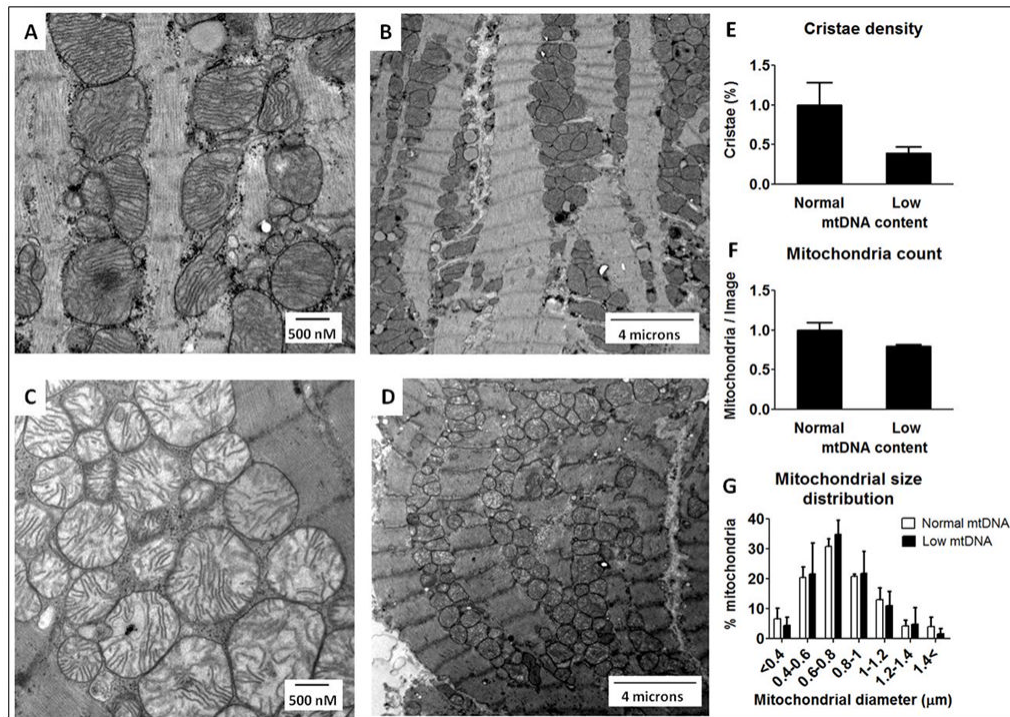 A
500 nM
B
4 microns
C
500 nM
D
4 microns
E
Cristae density
Cristae (%)
1.5
1.0
0.5
0.0
Normal
Low
mtDNA content
F
Mitochondria count
Mitochondria / Image
1.5
1.0
0.5
0.0
Normal
Low
mtDNA content
G
Mitochondrial size
distribution
% mitochondria
40
30
20
10
0
Normal mtDNA
Low mtDNA
<0.4
0.4-0.6
0.6-0.8
0.8-1
1-1.2
1.2-1.4
1.4<
Mitochondrial diameter (μm)